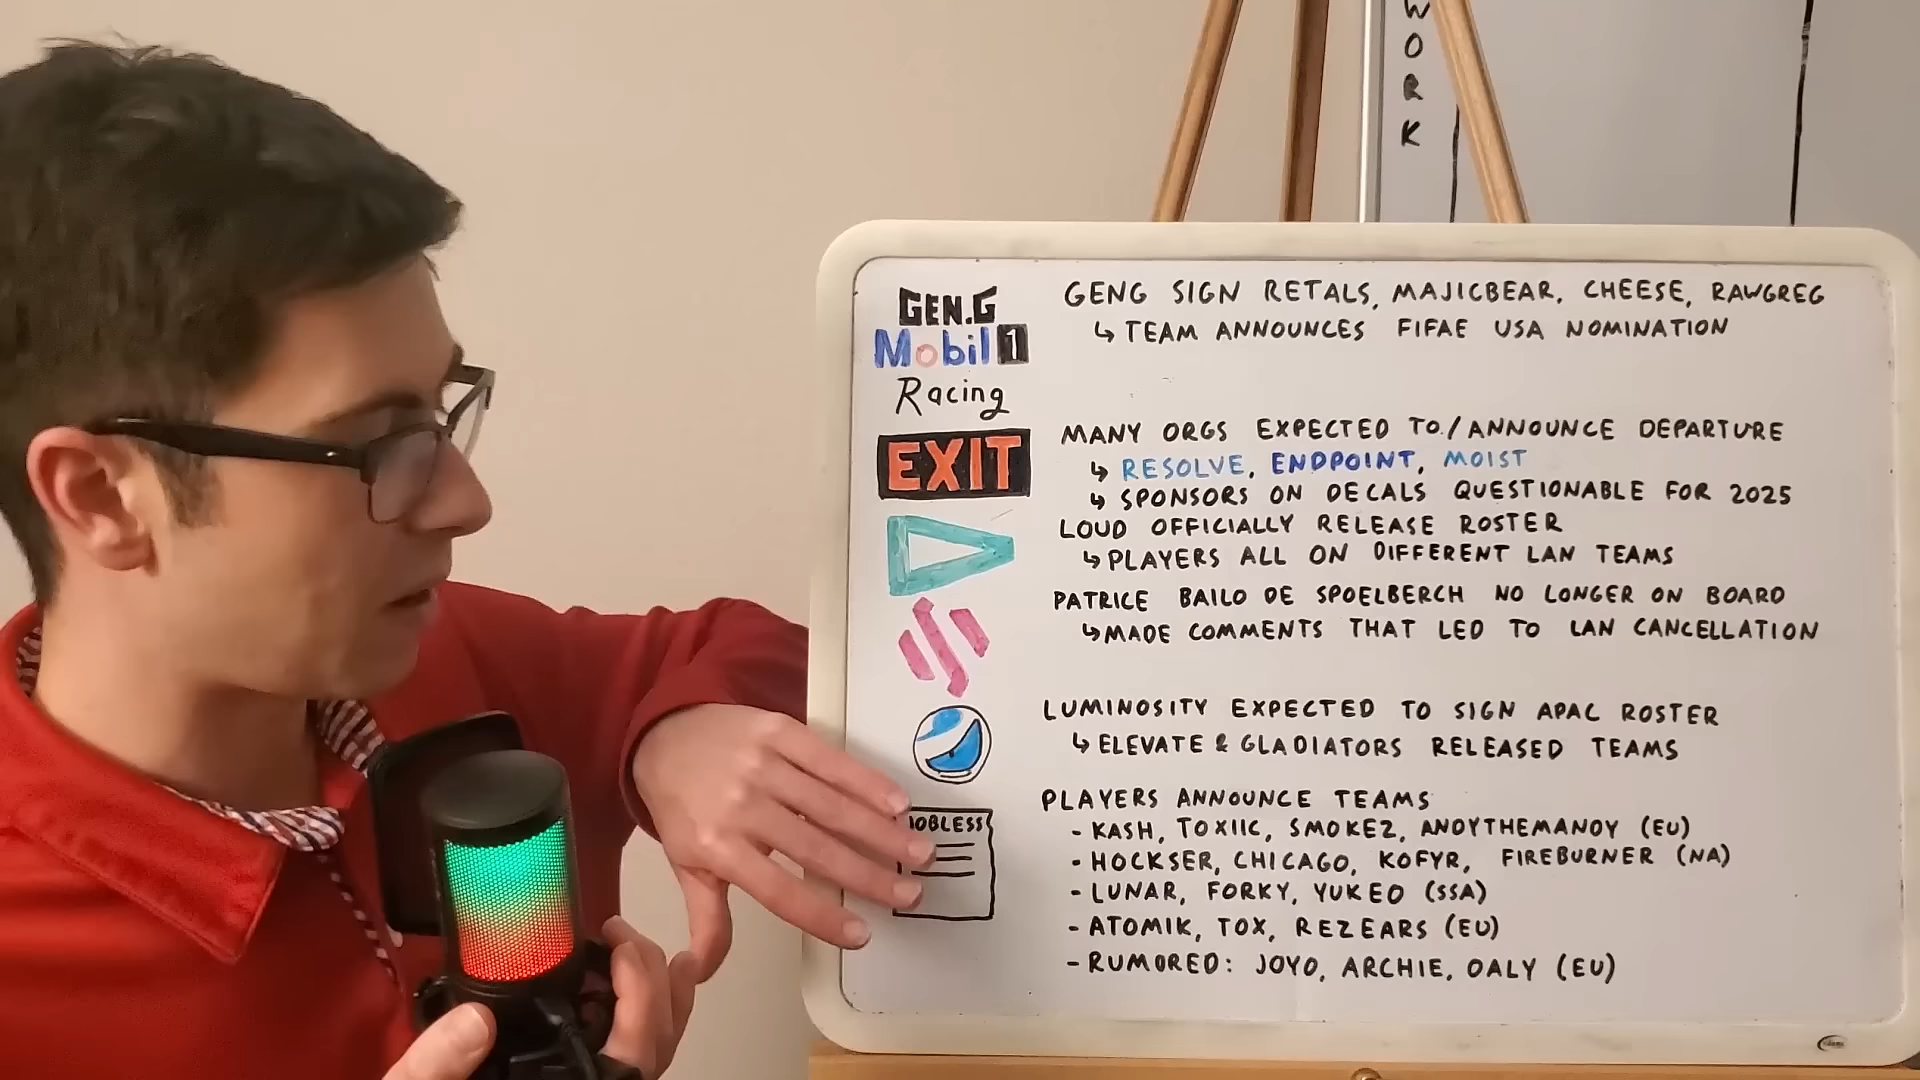 WORK
GEN.G
Mobil 1
Racing
GENG SIGN RETALS, MAJICBEAR, CHEESE, RAWGREG
↳ TEAM ANNOUNCES FIFAE USA NOMINATION
EXIT
MANY ORGS EXPECTED TO/ANNOUNCE DEPARTURE
↳ RESOLVE, ENDPOINT, MOIST
↳ SPONSORS ON DECALS QUESTIONABLE FOR 2025
LOUD OFFICIALLY RELEASE ROSTER
↳ PLAYERS ALL ON DIFFERENT LAN TEAMS
PATRICE BAILO DE SPOELBERCH NO LONGER ON BOARD
↳ MADE COMMENTS THAT LED TO LAN CANCELLATION
LUMINOSITY EXPECTED TO SIGN APAC ROSTER
↳ ELEVATE & GLADIATORS RELEASED TEAMS
JOBLESS
PLAYERS ANNOUNCE TEAMS
- KASH, TOXIIC, SMOKEZ, ANDYTHEMANDY (EU)
- HOCKSER, CHICAGO, KOFYR, FIREBURNER (NA)
- LUNAR, FORKY, YUKEO (SSA)
- ATOMIK, TOX, REZEARS (EU)
- RUMORED: JOYO, ARCHIE, OALY (EU)